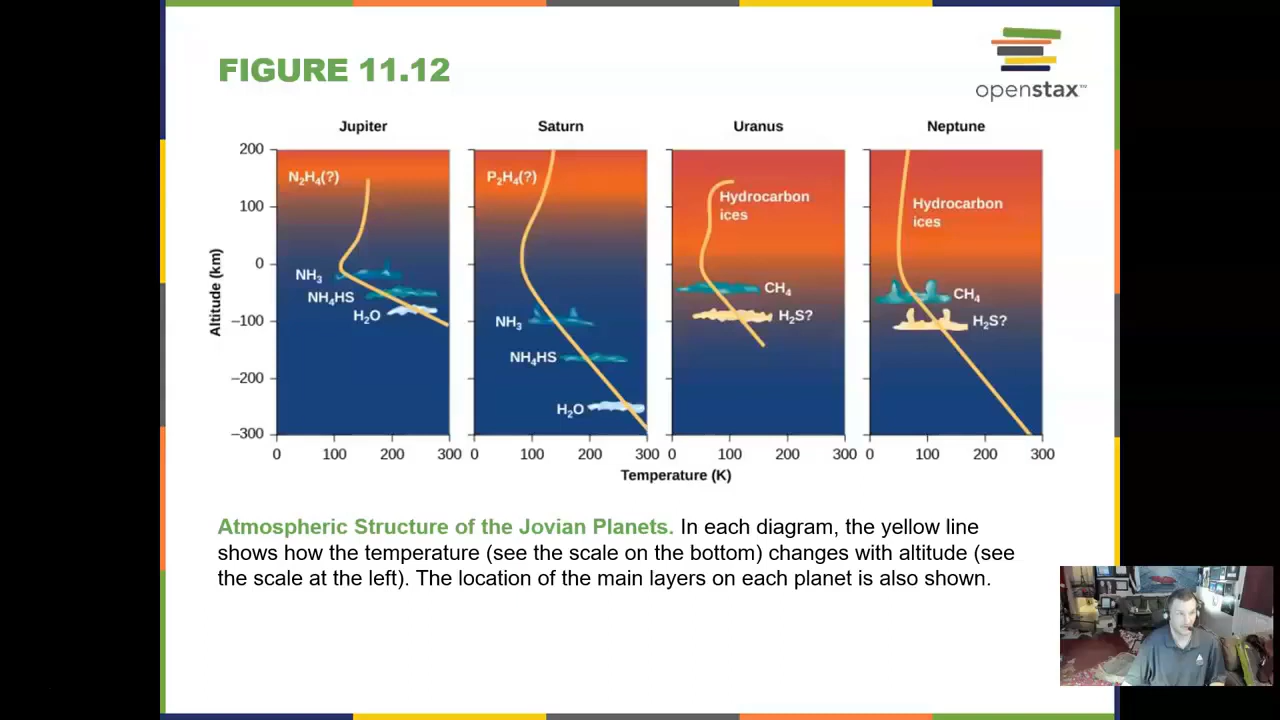 FIGURE 11.12
openstax™
Jupiter
Saturn
Uranus
Neptune
Altitude (km)
200
100
0
–100
–200
–300
N₂H₄(?)
NH₃
NH₄HS
H₂O
P₂H₄(?)
NH₃
NH₄HS
H₂O
Hydrocarbon
ices
CH₄
H₂S?
Hydrocarbon
ices
CH₄
H₂S?
0 100 200 300
0 100 200 300
0 100 200 300
0 100 200 300
Temperature (K)
Atmospheric Structure of the Jovian Planets. In each diagram, the yellow line
shows how the temperature (see the scale on the bottom) changes with altitude (see
the scale at the left). The location of the main layers on each planet is also shown.